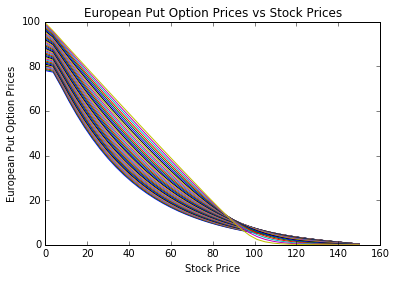 European Put Option Prices vs Stock Prices
100
80
60
40
20
0
European Put Option Prices
0 20 40 60 80 100 120 140 160
Stock Price